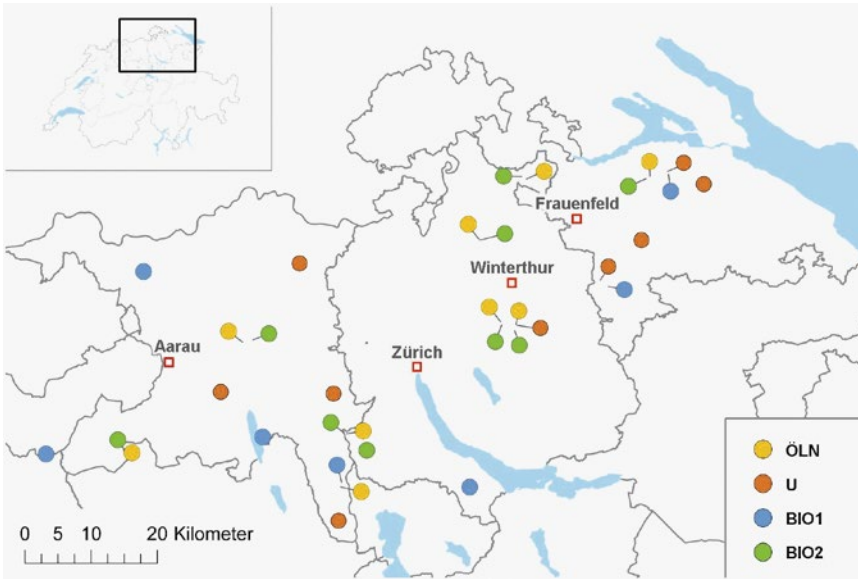 Frauenfeld
Winterthur
Aarau
Zürich
ÖLN
U
BIO1
BIO2
0 5 10 20 Kilometer